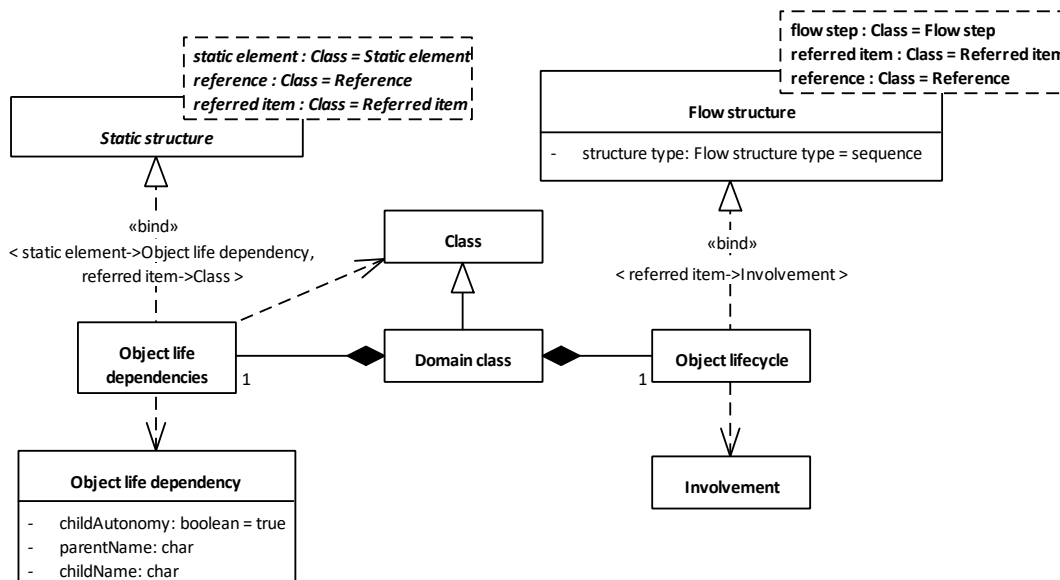 static element : Class = Static element
reference : Class = Reference
referred item : Class = Referred item
Static structure
flow step : Class = Flow step
referred item : Class = Referred item
reference : Class = Reference
Flow structure
- structure type: Flow structure type = sequence
«bind»
< static element->Object life dependency,
referred item->Class >
Class
«bind»
< referred item->Involvement >
Object life
dependencies
1
Domain class
1
Object lifecycle
Object life dependency
- childAutonomy: boolean = true
- parentName: char
- childName: char
Involvement